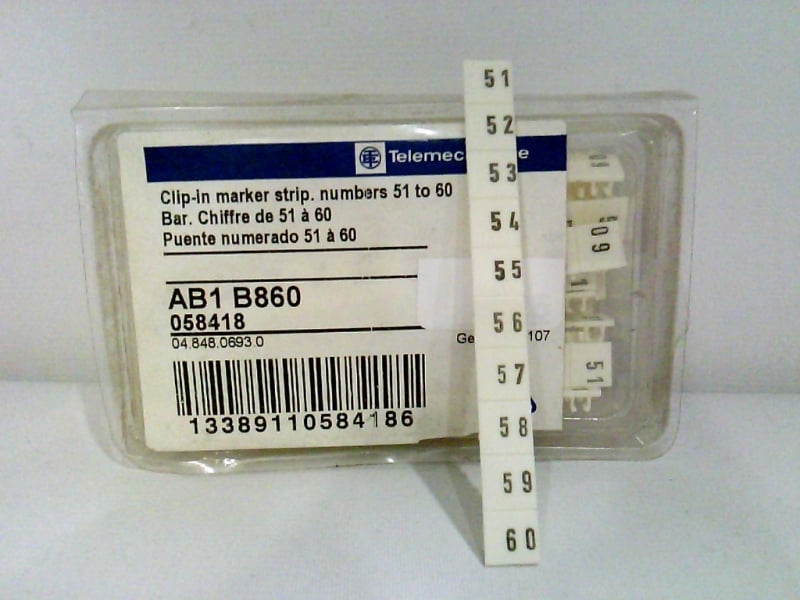 Telemec e
Clip-in marker strip. numbers 51 to 60
Bar. Chiffre de 51 à 60
Puente numerado 51 à 60
AB1 B860
058418
04.848.0693.0
Ge 107
13389110584186
51
52
53
54
55
56
57
58
59
60
60
51